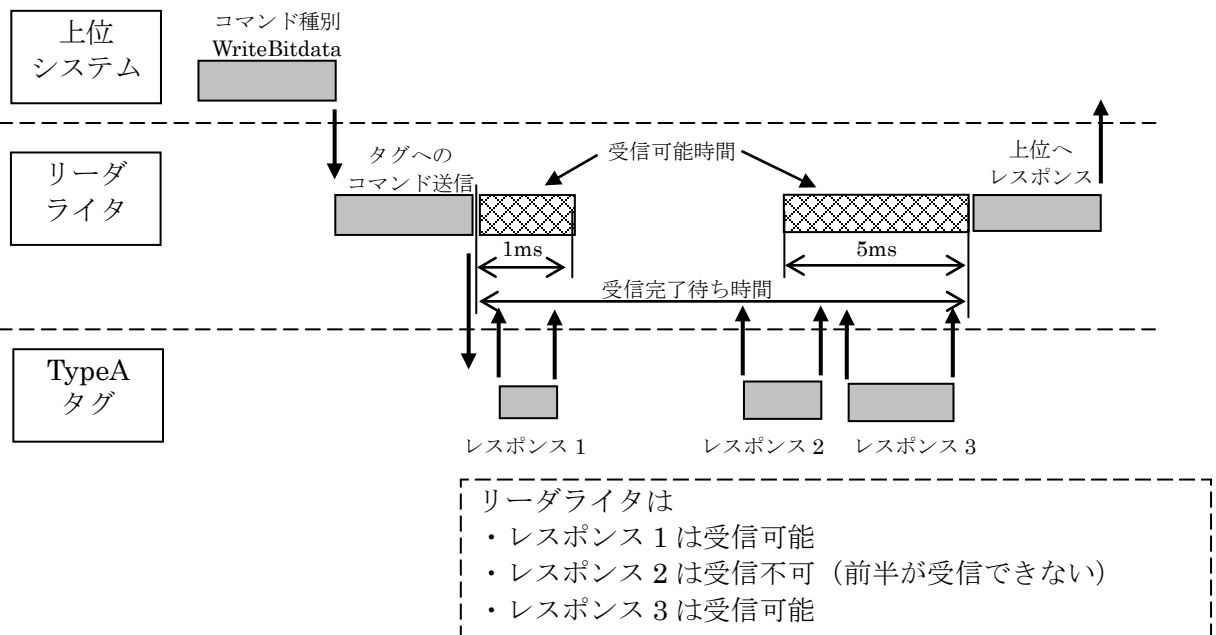 上位
システム
コマンド種別
WriteBitdata
リーダ
ライタ
タグへの
コマンド送信
受信可能時間
上位へ
レスポンス
1ms
5ms
受信完了待ち時間
TypeA
タグ
レスポンス 1
レスポンス 2
レスポンス 3
リーダライタは
・レスポンス 1 は受信可能
・レスポンス 2 は受信不可（前半が受信できない）
・レスポンス 3 は受信可能